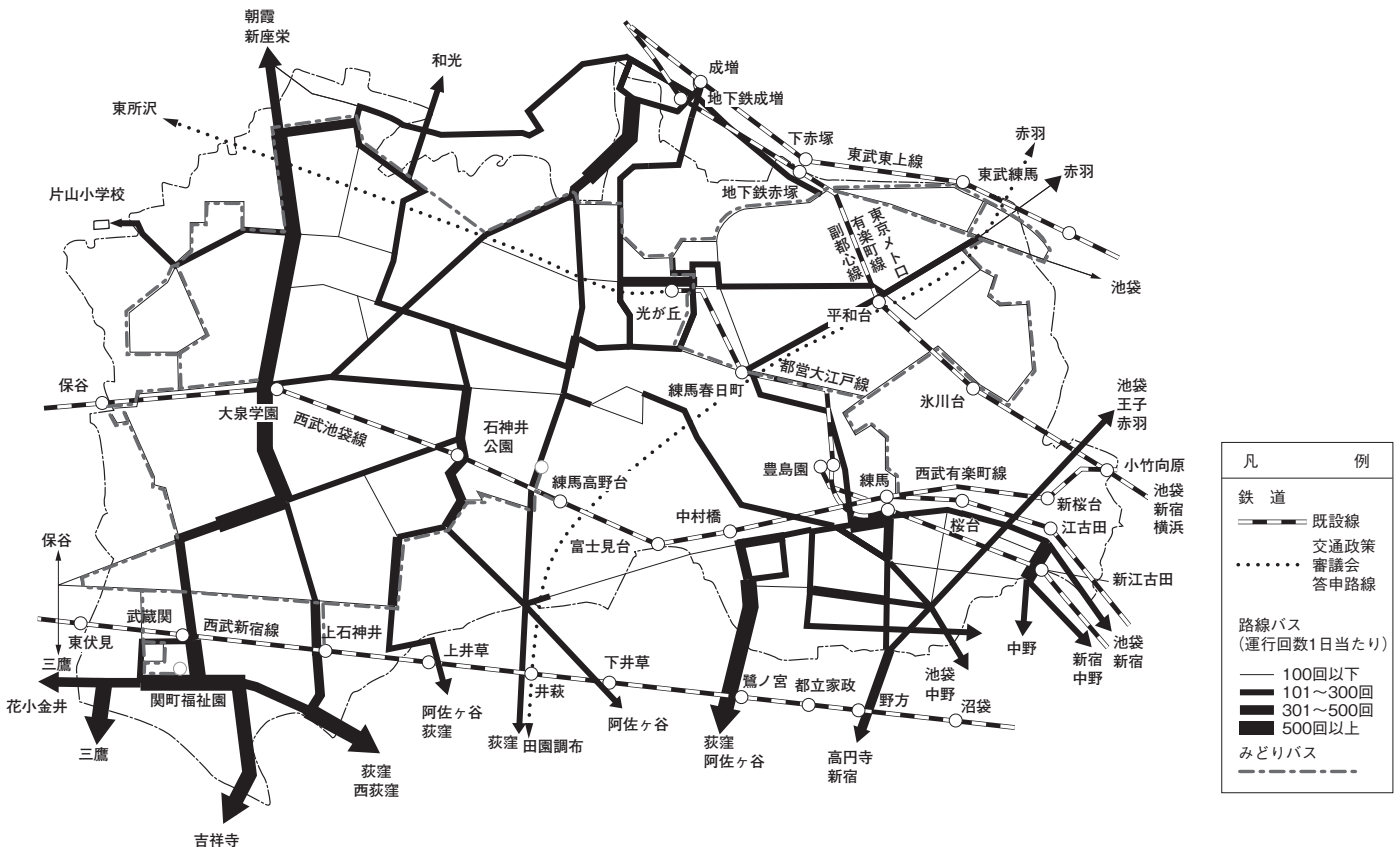 朝霞
新座栄
和光
東所沢
成増
地下鉄成増
下赤塚
東武東上線
赤羽
東武練馬
赤羽
地下鉄赤塚
片山小学校
東京メトロ
有楽町線
副都心線
池袋
光が丘
平和台
保谷
大泉学園
西武池袋線
石神井
公園
練馬春日町
都営大江戸線
氷川台
池袋
王子
赤羽
小竹向原
池袋
新宿
横浜
豊島園
練馬
西武有楽町線
新桜台
練馬高野台
中村橋
桜台
江古田
富士見台
新江古田
保谷
武蔵関
西武新宿線
東伏見
上石神井
上井草
三鷹
花小金井
関町福祉園
井荻
下井草
鷺ノ宮
都立家政
野方
沼袋
池袋
中野
中野
新宿
中野
池袋
新宿
三鷹
荻窪
西荻窪
阿佐ヶ谷
荻窪
荻窪
田園調布
阿佐ヶ谷
荻窪
阿佐ヶ谷
高円寺
新宿
吉祥寺
凡 例
鉄 道
既設線
交通政策
審議会
答申路線
路線バス
(運行回数1日当たり)
100回以下
101〜300回
301〜500回
500回以上
みどりバス